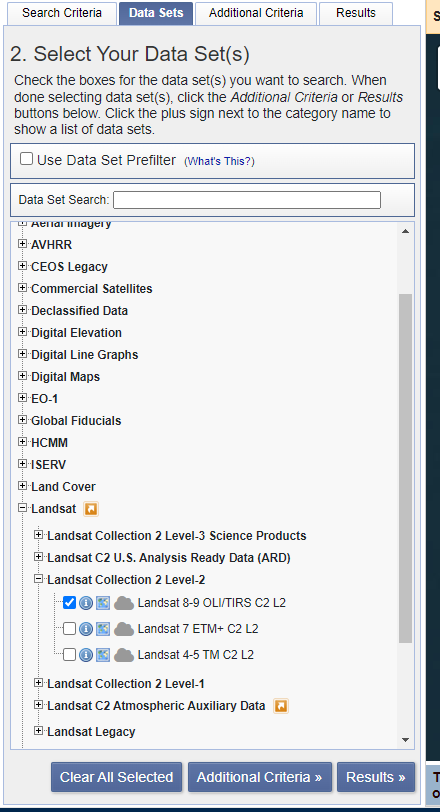 Search Criteria Data Sets Additional Criteria Results
2. Select Your Data Set(s)
Check the boxes for the data set(s) you want to search. When
done selecting data set(s), click the Additional Criteria or Results
buttons below. Click the plus sign next to the category name to
show a list of data sets.
Use Data Set Prefilter (What's This?)
Data Set Search:
Aerial Imagery
AVHRR
CEOS Legacy
Commercial Satellites
Declassified Data
Digital Elevation
Digital Line Graphs
Digital Maps
EO-1
Global Fiducials
HCMM
ISERV
Land Cover
Landsat
Landsat Collection 2 Level-3 Science Products
Landsat C2 U.S. Analysis Ready Data (ARD)
Landsat Collection 2 Level-2
Landsat 8-9 OLI/TIRS C2 L2
Landsat 7 ETM+ C2 L2
Landsat 4-5 TM C2 L2
Landsat Collection 2 Level-1
Landsat C2 Atmospheric Auxiliary Data
Landsat Legacy
Clear All Selected Additional Criteria » Results »